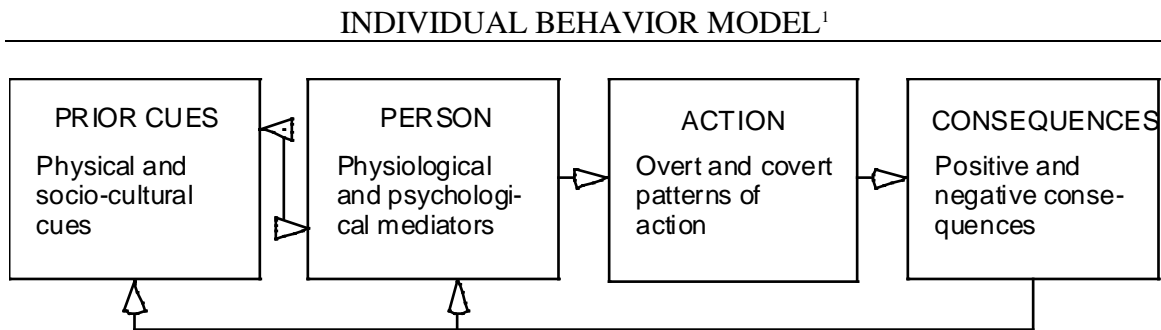 INDIVIDUAL BEHAVIOR MODEL¹
PRIOR CUES
Physical and
socio-cultural
cues
PERSON
Physiological
and psychologi-
cal mediators
ACTION
Overt and covert
patterns of
action
CONSEQUENCES
Positive and
negative conse-
quences